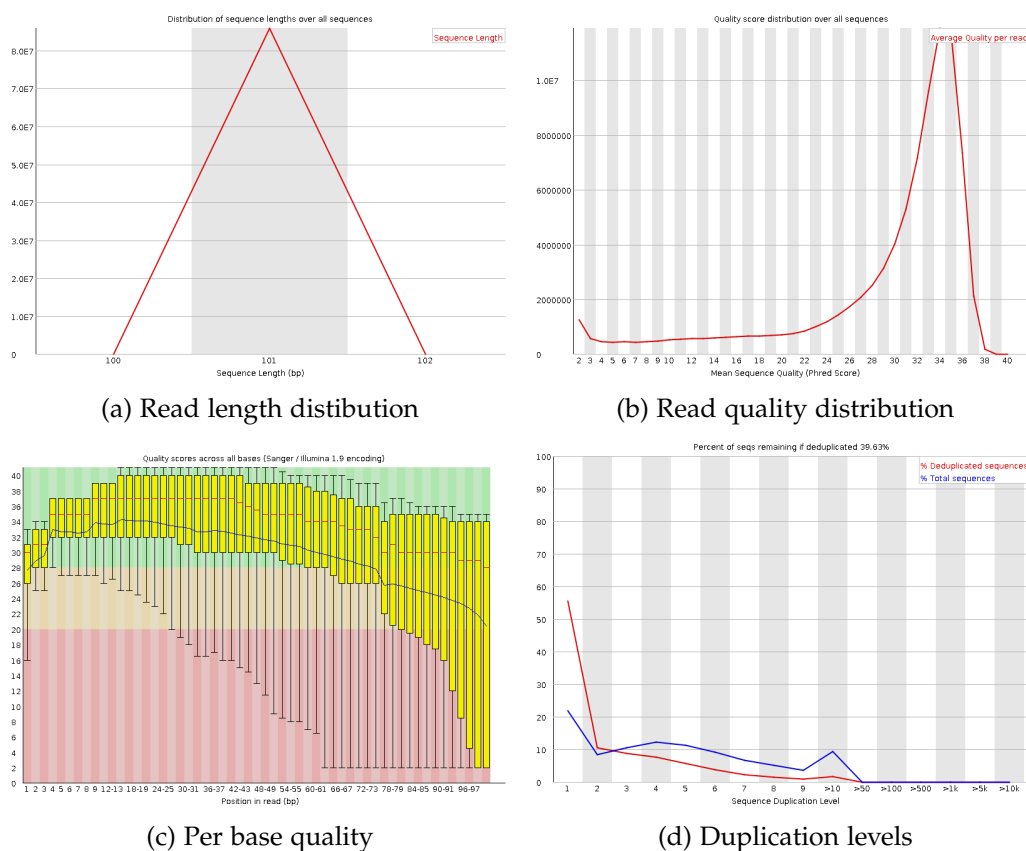 Distribution of sequence lengths over all sequences
Sequence Length
8.0E7
7.0E7
6.0E7
5.0E7
4.0E7
3.0E7
2.0E7
1.0E7
0
100 101 102
Sequence Length (bp)
(a) Read length distibution
Quality score distribution over all sequences
Average Quality per read
1.0E7
8000000
6000000
4000000
2000000
0
2 3 4 5 6 7 8 9 10 12 14 16 18 20 22 24 26 28 30 32 34 36 38 40
Mean Sequence Quality (Phred Score)
(b) Read quality distribution
Quality scores across all bases (Sanger / Illumina 1.9 encoding)
40
38
36
34
32
30
28
26
24
22
20
18
16
14
12
10
8
6
4
2
0
1 2 3 4 5 6 7 8 9 12-13 18-19 24-25 30-31 36-37 42-43 48-49 54-55 60-61 66-67 72-73 78-79 84-85 90-91 96-97
Position in read (bp)
(c) Per base quality
Percent of seqs remaining if deduplicated 39.63%
% Deduplicated sequences
% Total sequences
100
90
80
70
60
50
40
30
20
10
0
1 2 3 4 5 6 7 8 9 >10 >50 >100 >500 >1k >5k >10k
Sequence Duplication Level
(d) Duplication levels